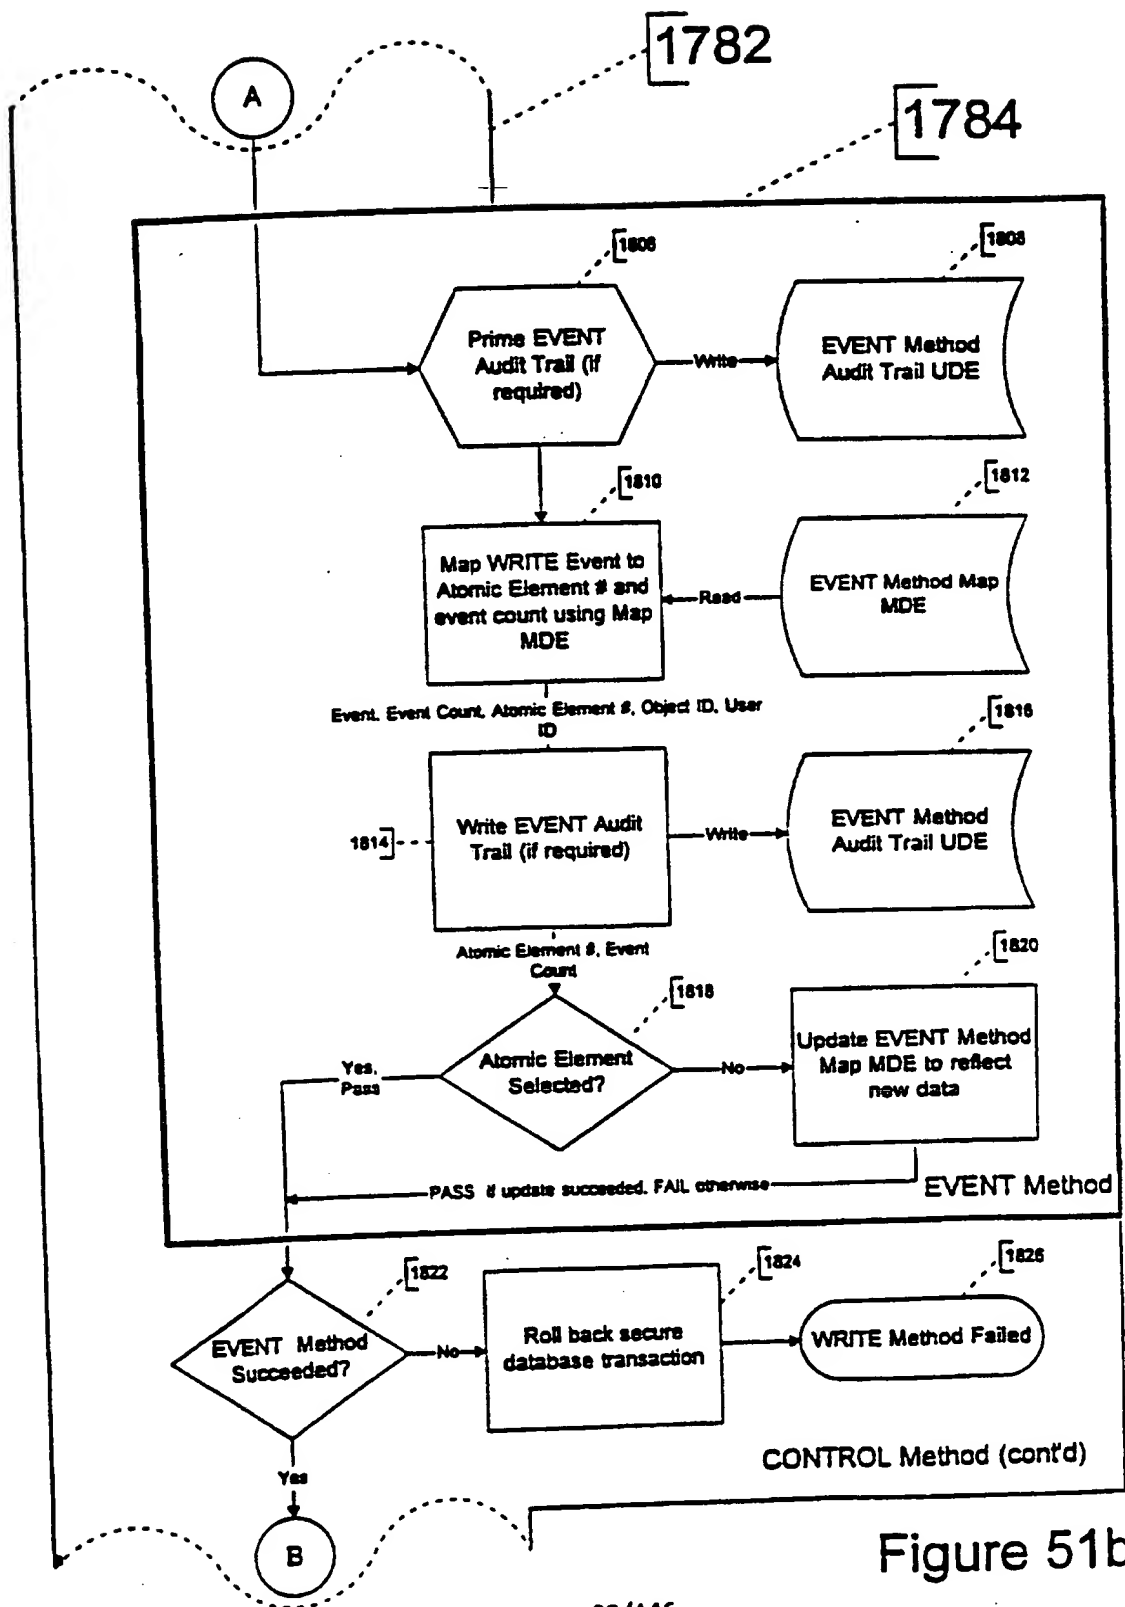 1782
A
1784
1806
1808
Prime EVENT
Audit Trail (if
required)
Write
EVENT Method
Audit Trail UDE
1810
1812
Map WRITE Event to
Atomic Element # and
event count using Map
MDE
Read
EVENT Method Map
MDE
Event, Event Count, Atomic Element #, Object ID, User
ID
1816
1814
Write EVENT Audit
Trail (if required)
Write
EVENT Method
Audit Trail UDE
Atomic Element #, Event
Count
1818
1820
Yes,
Pass
Atomic Element
Selected?
No
Update EVENT Method
Map MDE to reflect
new data
PASS if update succeeded, FAIL otherwise
EVENT Method
1822
1824
1826
EVENT Method
Succeeded?
No
Roll back secure
database transaction
WRITE Method Failed
CONTROL Method (cont'd)
Yes
B
Figure 51b